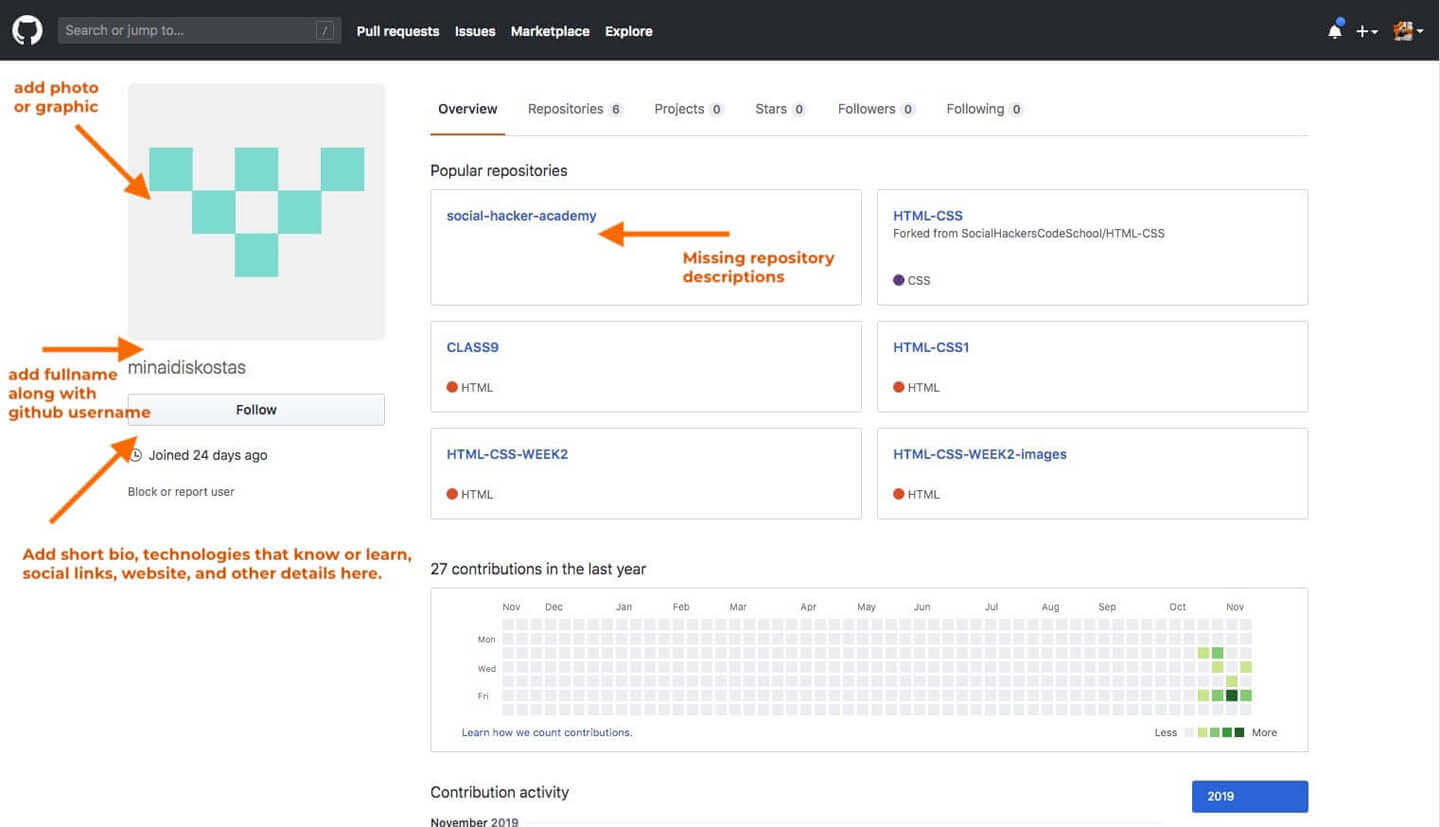 Search or jump to... /
Pull requests Issues Marketplace Explore
add photo
or graphic
minaidiskostas
add fullname
along with
github username
Follow
Joined 24 days ago
Block or report user
Add short bio, technologies that know or learn,
social links, website, and other details here.
Overview Repositories 6 Projects 0 Stars 0 Followers 0 Following 0
Popular repositories
social-hacker-academy
Missing repository
descriptions
HTML-CSS
Forked from SocialHackersCodeSchool/HTML-CSS
CSS
CLASS9
HTML
HTML-CSS1
HTML
HTML-CSS-WEEK2
HTML
HTML-CSS-WEEK2-images
HTML
27 contributions in the last year
Nov Dec Jan Feb Mar Apr May Jun Jul Aug Sep Oct Nov
Mon
Wed
Fri
Learn how we count contributions.
Less More
Contribution activity
2019
November 2019